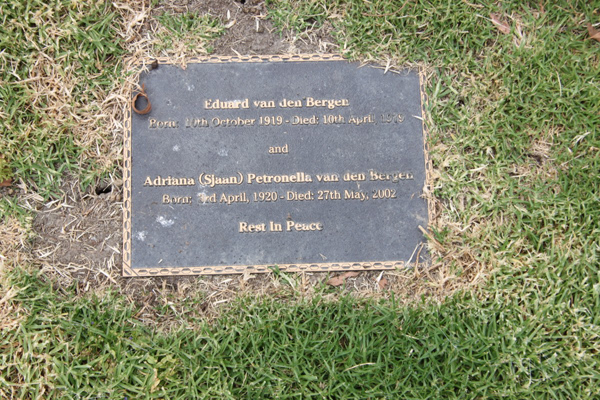 Eduard van den Bergen
Born: 10th October 1919 - Died: 10th April
and
Adriana (Sjaan) Petronella van den Bergen
Born: April, 1920 - Died: 27th May, 2002
Rest In Peace